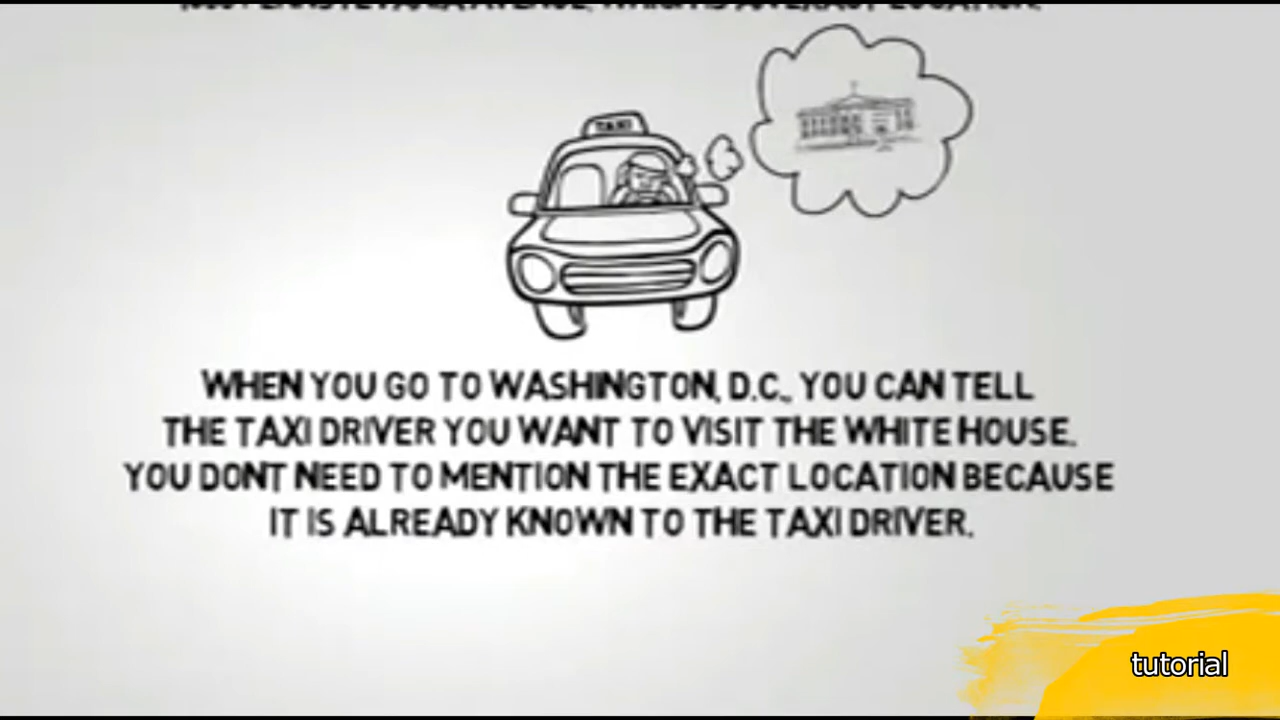 TAXI
WHEN YOU GO TO WASHINGTON, D.C., YOU CAN TELL
THE TAXI DRIVER YOU WANT TO VISIT THE WHITE HOUSE.
YOU DONT NEED TO MENTION THE EXACT LOCATION BECAUSE
IT IS ALREADY KNOWN TO THE TAXI DRIVER.
tutorial